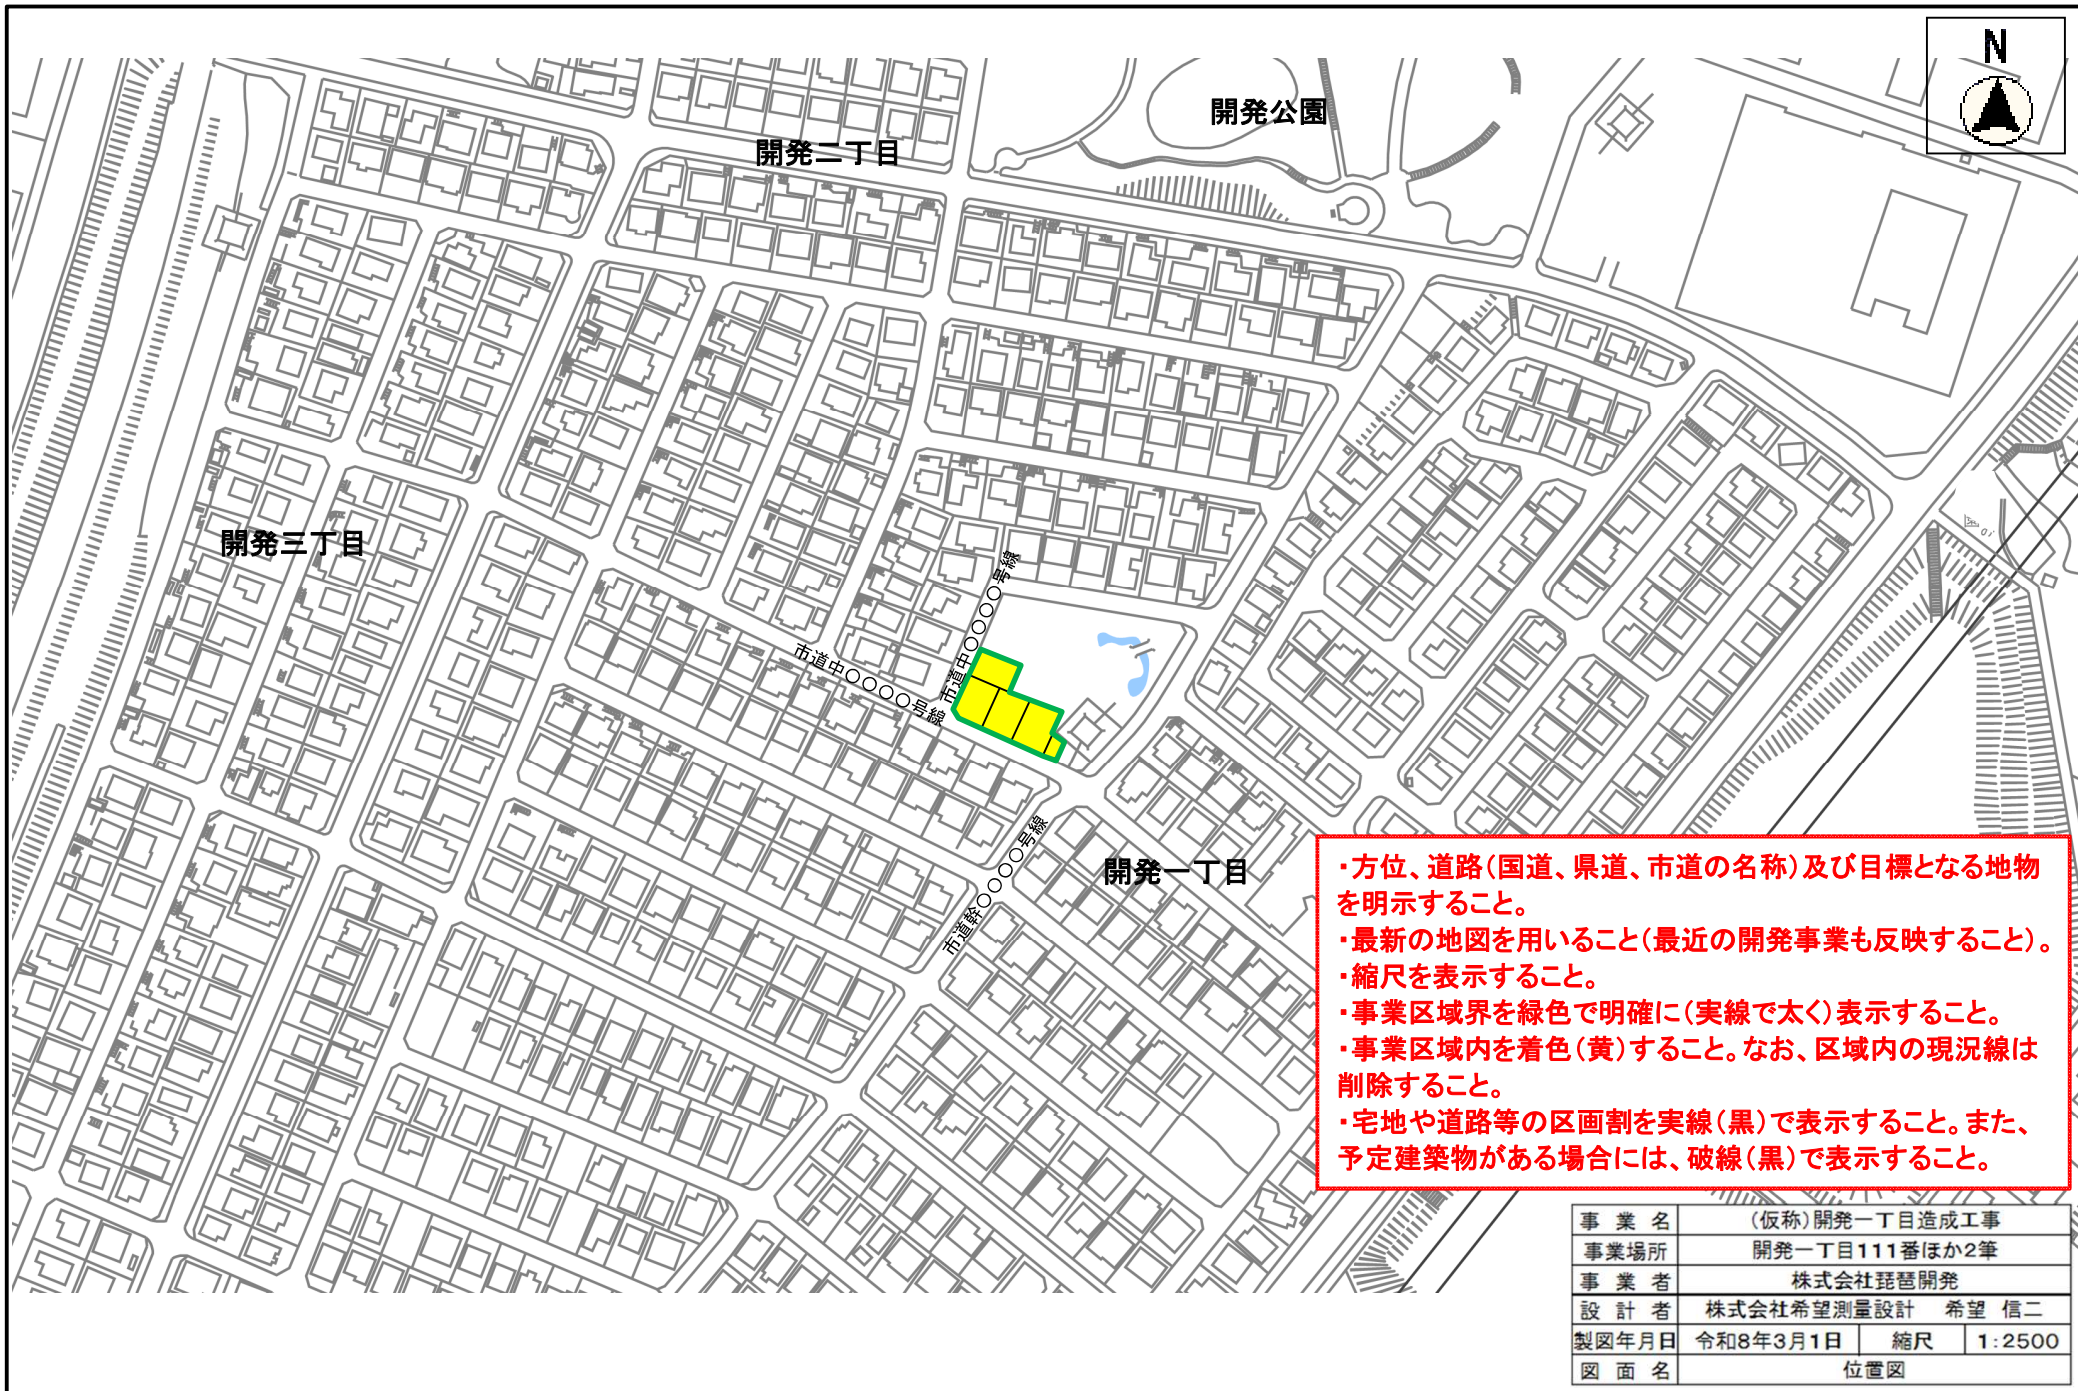 N
開発公園
開発二丁目
開発三丁目
市道中〇〇〇〇号線
市道中〇〇〇〇号線
市道幹〇〇〇〇号線
開発一丁目
・方位、道路(国道、県道、市道の名称)及び目標となる地物
を明示すること。
・最新の地図を用いること(最近の開発事業も反映すること)。
・縮尺を表示すること。
・事業区域界を緑色で明確に(実線で太く)表示すること。
・事業区域内を着色(黄)すること。なお、区域内の現況線は
削除すること。
・宅地や道路等の区画割を実線(黒)で表示すること。また、
予定建築物がある場合には、破線(黒)で表示すること。
事業名 (仮称)開発一丁目造成工事
事業場所 開発一丁目111番ほか2筆
事業者 株式会社琵琶開発
設計者 株式会社希望測量設計 希望 信二
製図年月日 令和8年3月1日 縮尺 1:2500
図面名 位置図